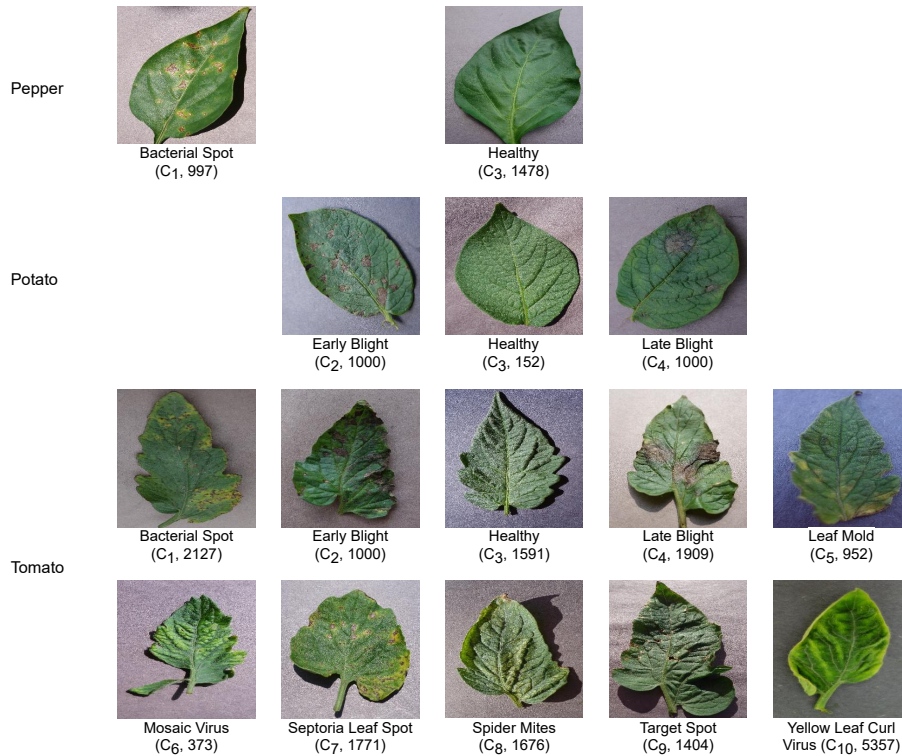 Pepper
Bacterial Spot
(C1, 997)
Healthy
(C3, 1478)
Potato
Early Blight
(C2, 1000)
Healthy
(C3, 152)
Late Blight
(C4, 1000)
Tomato
Bacterial Spot
(C1, 2127)
Early Blight
(C2, 1000)
Healthy
(C3, 1591)
Late Blight
(C4, 1909)
Leaf Mold
(C5, 952)
Mosaic Virus
(C6, 373)
Septoria Leaf Spot
(C7, 1771)
Spider Mites
(C8, 1676)
Target Spot
(C9, 1404)
Yellow Leaf Curl
Virus (C10, 5357)